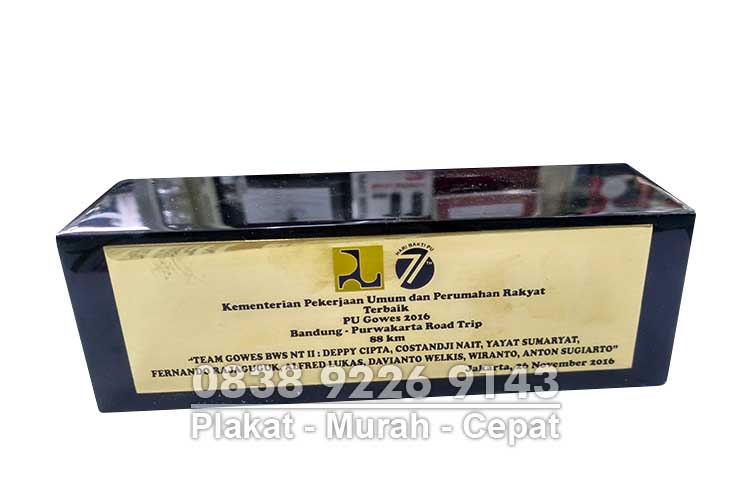 HARI BAKTI PU
71
Kementerian Pekerjaan Umum dan Perumahan Rakyat
Terbaik
PU Gowes 2016
Bandung - Purwakarta Road Trip
88 km
"TEAM GOWES BWS NT II : DEPPY CIPTA, COSTANDJI NAIT, YAYAT SUMARYAT,
FERNANDO RAJAGUGUK, ALFRED LUKAS, DAVIANTO WELKIS, WIRANTO, ANTON SUGIARTO"
Jakarta, 26 November 2016
0838 9226 9143
Plakat - Murah - Cepat